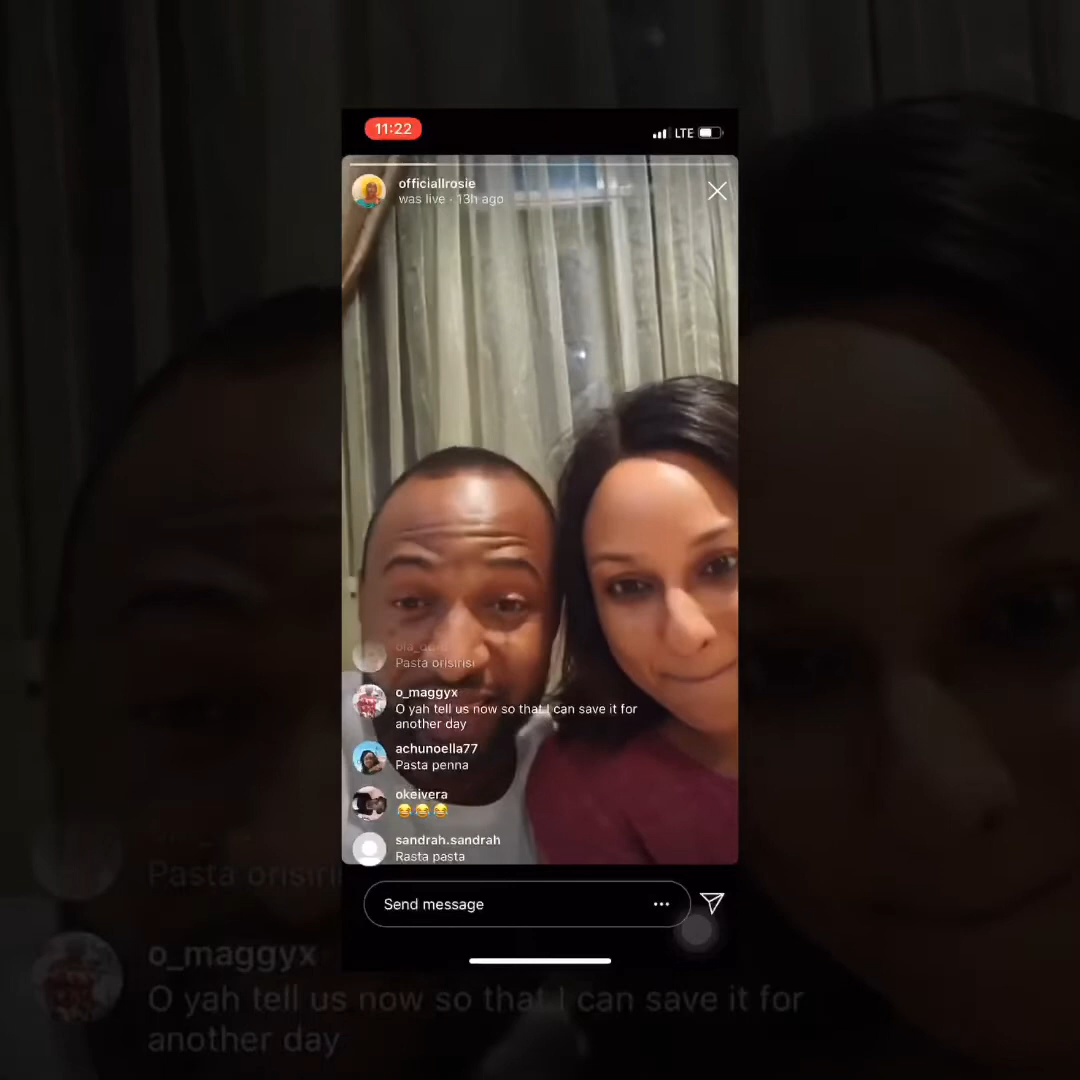 11:22
LTE
officiallrosie
was live · 13h ago
Pasta orisirisi
o_maggyx
O yah tell us now so that I can save it for
another day
achunoella77
Pasta penna
okeivera
😂😂😂
sandrah.sandrah
Rasta pasta
Send message
Pasta orisiri
o_maggyx
O yah tell us now so that I can save it for
another day